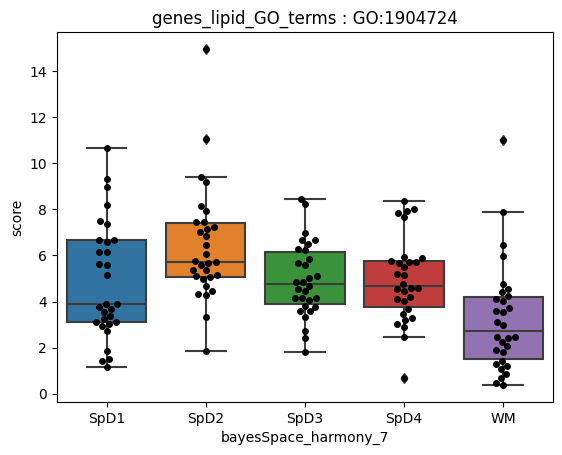 genes_lipid_GO_terms : GO:1904724
14
12
10
8
6
4
2
0
score
SpD1 SpD2 SpD3 SpD4 WM
bayesSpace_harmony_7